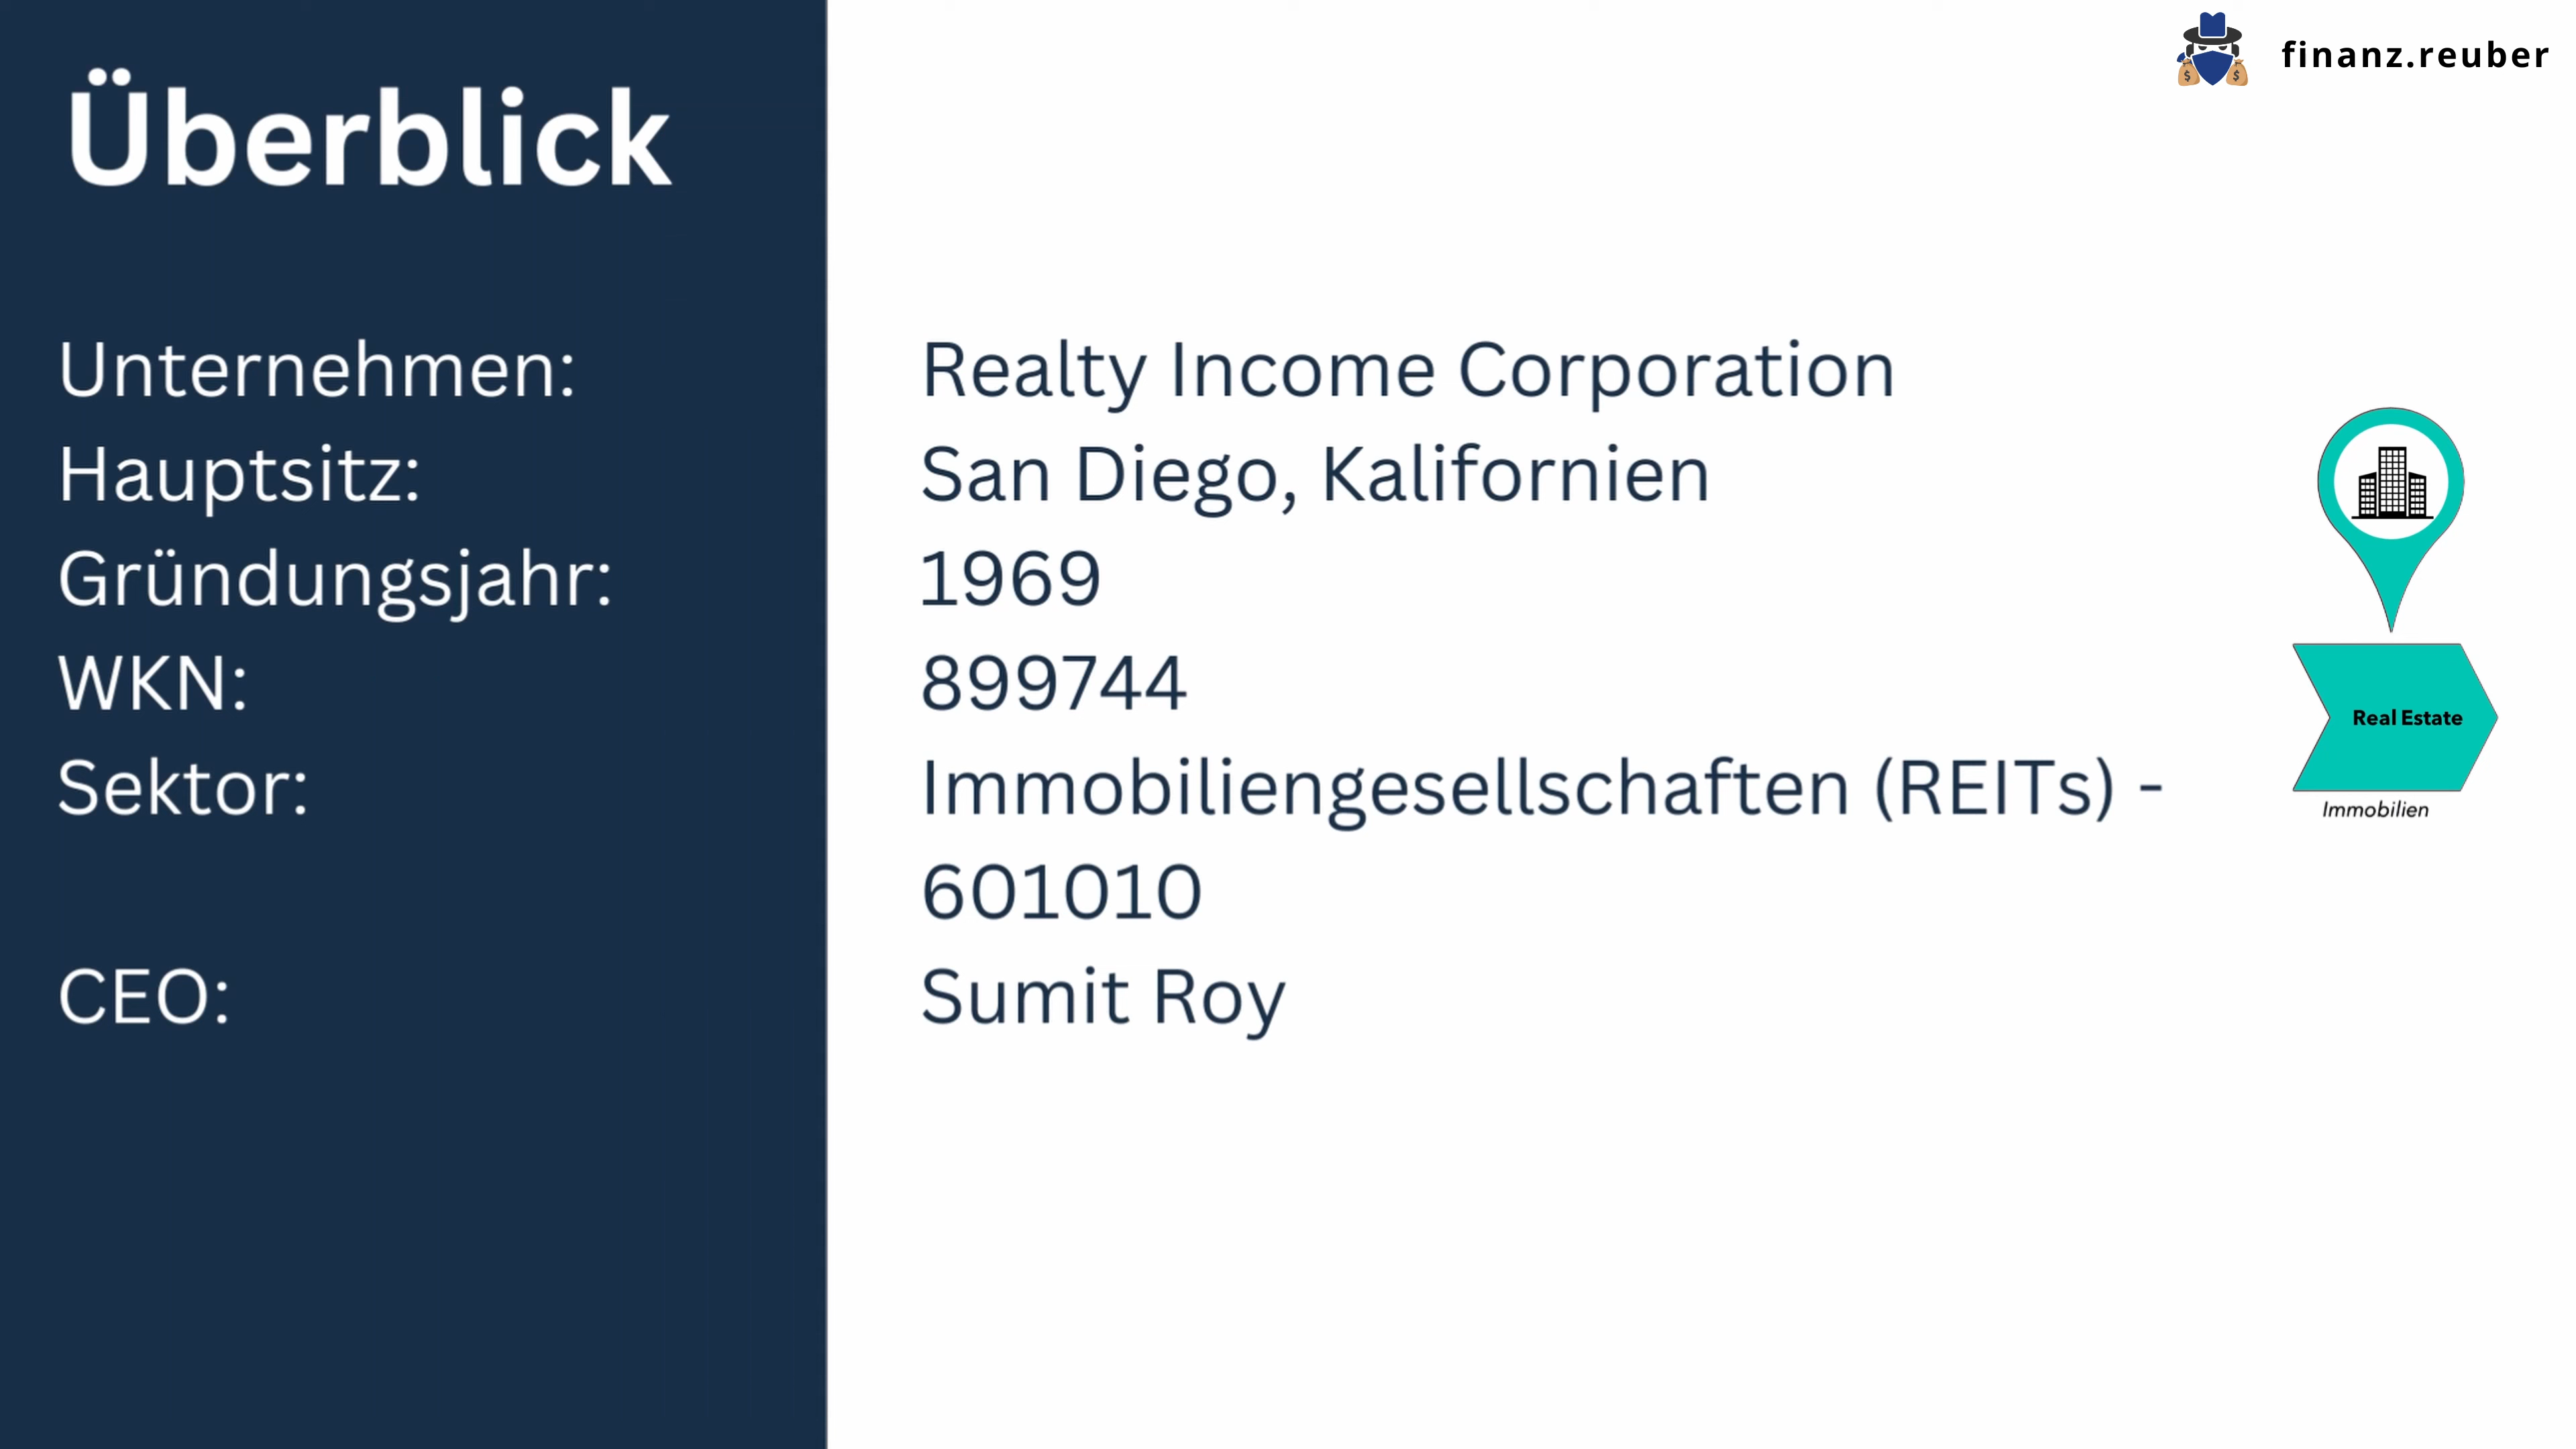 finanz.reuber
Überblick
Unternehmen: Realty Income Corporation
Hauptsitz: San Diego, Kalifornien
Gründungsjahr: 1969
WKN: 899744
Sektor: Immobiliengesellschaften (REITs) -
601010
CEO: Sumit Roy
Real Estate
Immobilien